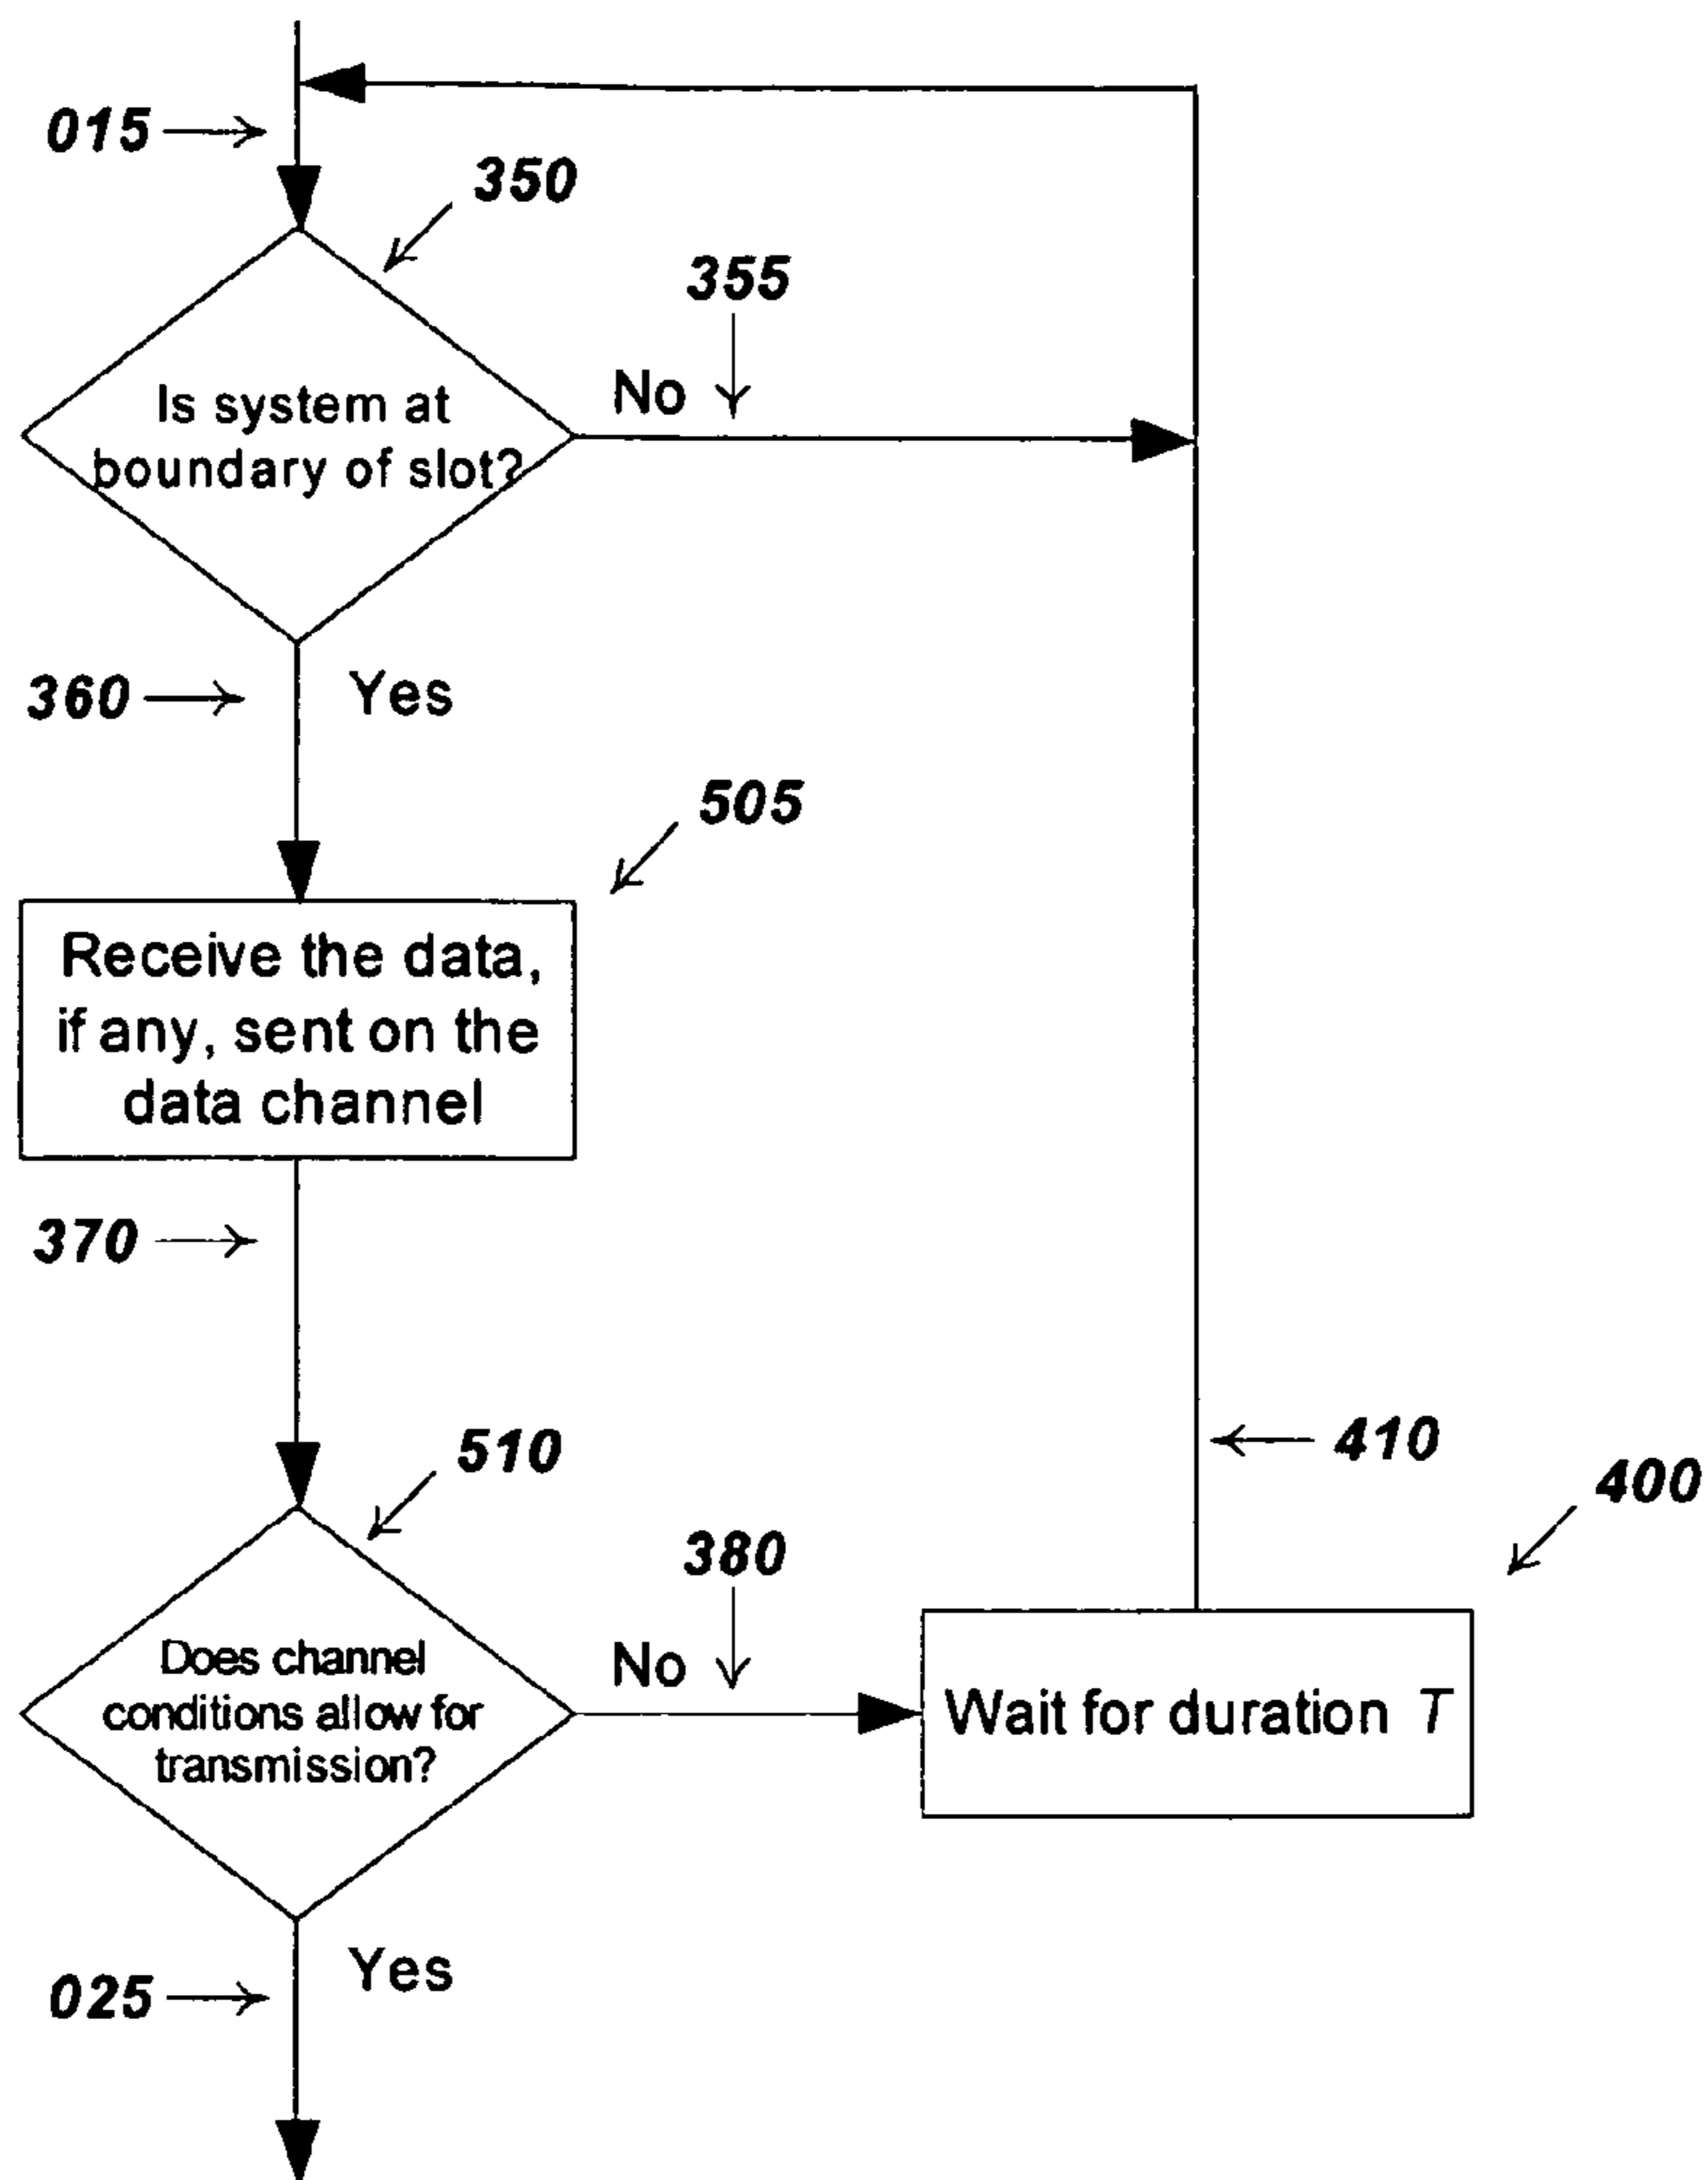 015
350
355
Is system at
boundary of slot?
No
360
Yes
505
Receive the data,
if any, sent on the
data channel
370
510
410
400
380
Does channel
conditions allow for
transmission?
No
Wait for duration T
025
Yes